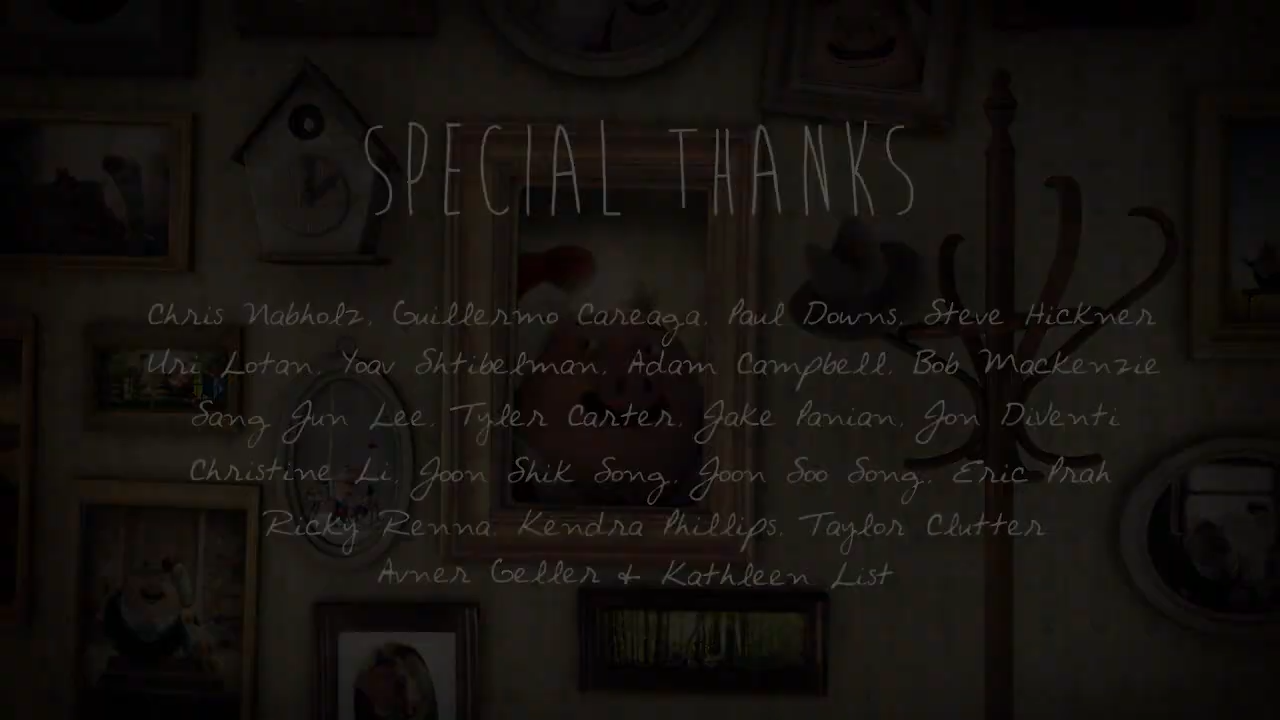 SPECIAL THANKS
Chris Nabholz, Guillermo Careaga, Paul Downs, Steve Hickner
Uri Lotan, Yoav Shtibelman, Adam Campbell, Bob Mackenzie
Sang Jun Lee, Tyler Carter, Jake Panian, Jon DiVenti
Christine Li, Joon Shik Song, Joon Soo Song, Eric Prah
Ricky Renna, Kendra Phillips, Taylor Clutter
Avner Geller & Kathleen List